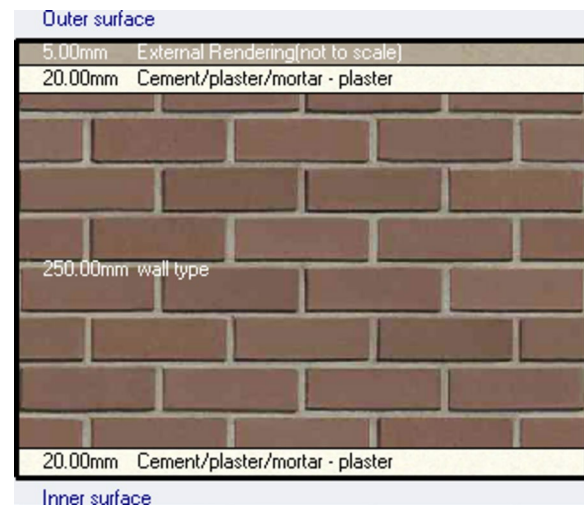 Outer surface
5.00mm External Rendering(not to scale)
20.00mm Cement/plaster/mortar - plaster
250.00mm wall type
20.00mm Cement/plaster/mortar - plaster
Inner surface